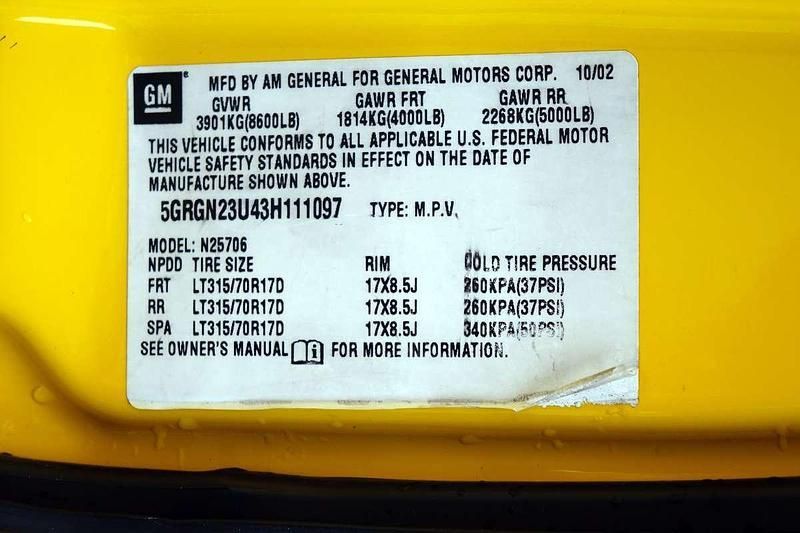 GM
MFD BY AM GENERAL FOR GENERAL MOTORS CORP. 10/02
GVWR GAWR FRT GAWR RR
3901KG(8600LB) 1814KG(4000LB) 2268KG(5000LB)
THIS VEHICLE CONFORMS TO ALL APPLICABLE U.S. FEDERAL MOTOR
VEHICLE SAFETY STANDARDS IN EFFECT ON THE DATE OF
MANUFACTURE SHOWN ABOVE.
5GRGN23U43H111097 TYPE: M.P.V.
MODEL: N25706
NPDD TIRE SIZE RIM COLD TIRE PRESSURE
FRT LT315/70R17D 17X8.5J 260KPA(37PSI)
RR LT315/70R17D 17X8.5J 260KPA(37PSI)
SPA LT315/70R17D 17X8.5J 340KPA(50PSI)
SEE OWNER'S MANUAL i FOR MORE INFORMATION.